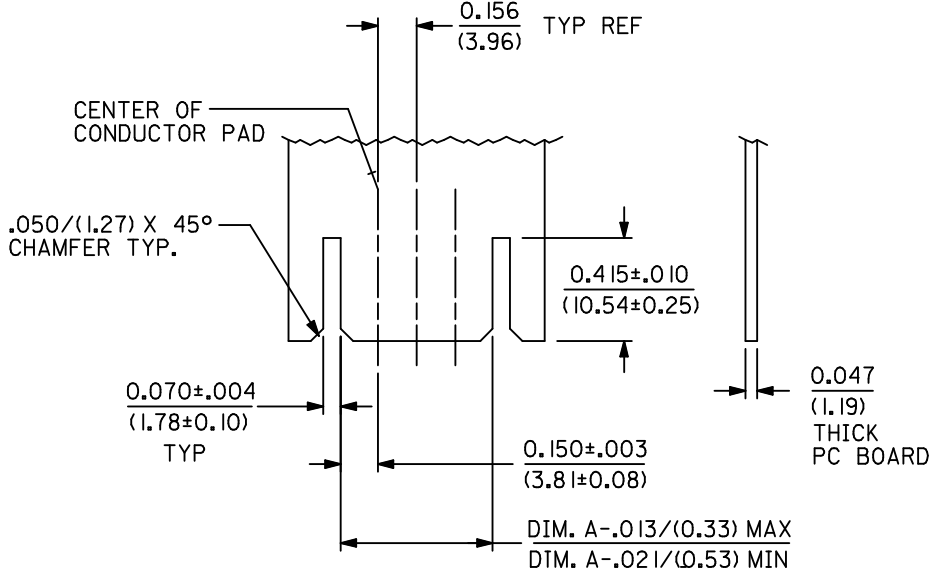 0.156
(3.96)
TYP REF
CENTER OF
CONDUCTOR PAD
.050/(1.27) X 45°
CHAMFER TYP.
0.415±.010
(10.54±0.25)
0.070±.004
(1.78±0.10)
TYP
0.047
(1.19)
THICK
PC BOARD
0.150±.003
(3.81±0.08)
DIM. A-.013/(0.33) MAX
DIM. A-.021/(0.53) MIN